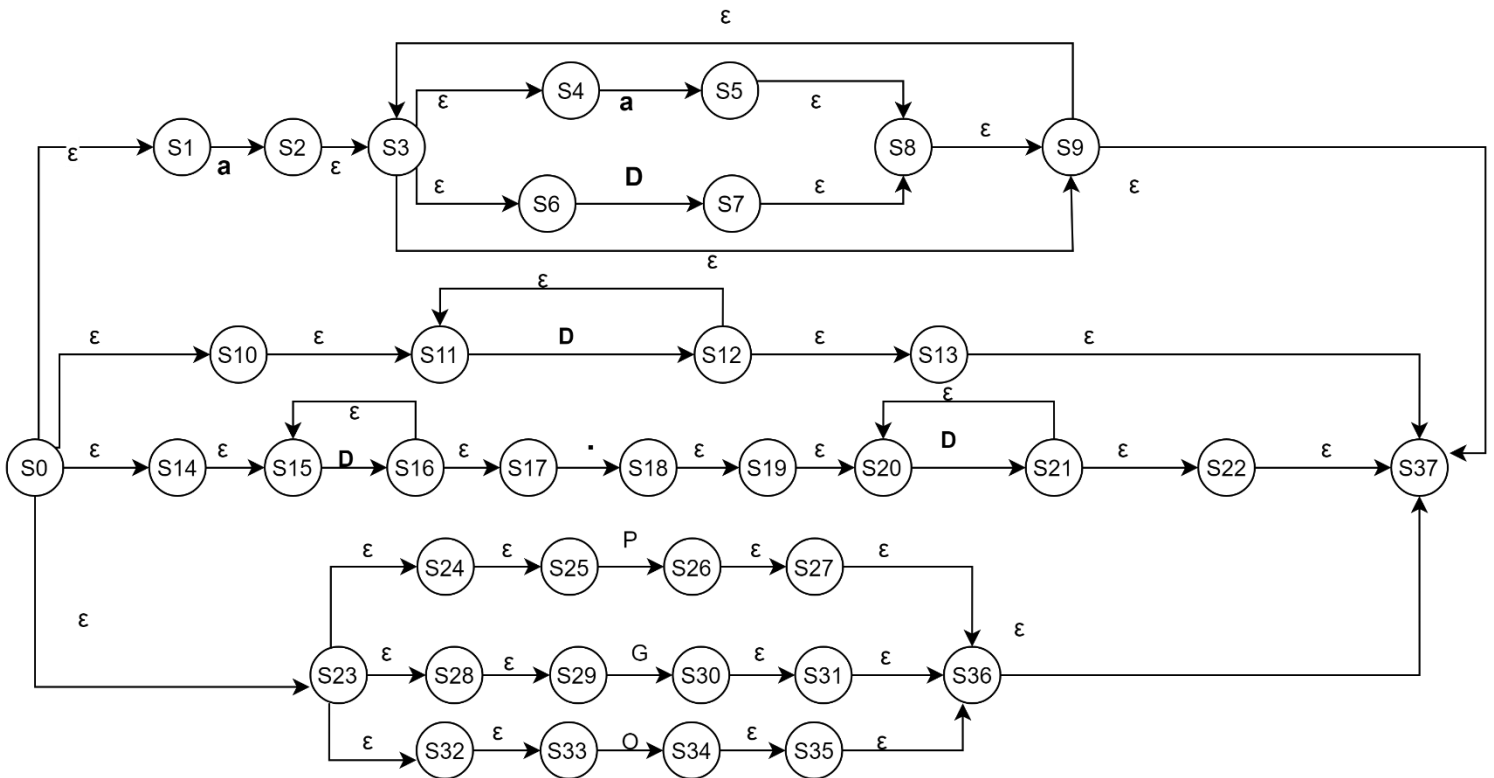 ε
S4 a S5
ε ε
S1 a S2 ε S3 S8 ε S9
ε
ε S6 D S7 ε ε
ε
ε
ε S10 ε S11 D S12 ε S13 ε
ε ε
S0 ε S14 ε S15 D S16 ε S17 . S18 ε S19 ε S20 D S21 ε S22 ε S37
ε S24 ε S25 P S26 ε S27 ε
ε ε
S23 ε S28 ε S29 G S30 ε S31 ε S36
ε S32 ε S33 O S34 ε S35 ε